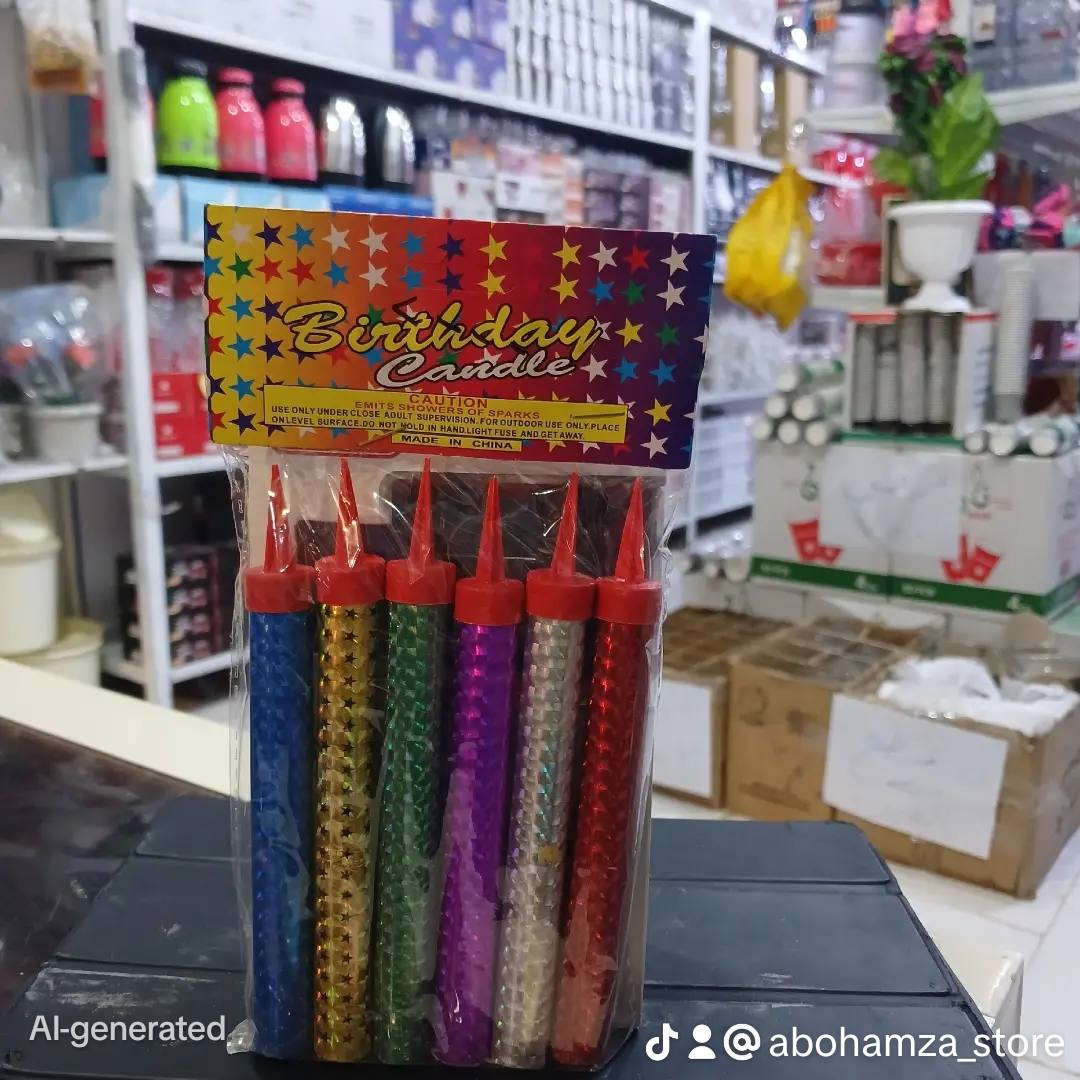 Birthday
Candle
CAUTION
EMITS SHOWERS OF SPARKS
USE ONLY UNDER CLOSE ADULT SUPERVISION. FOR OUTDOOR USE ONLY.PLACE
ON LEVEL SURFACE.DO NOT HOLD IN HAND.LIGHT FUSE AND GET AWAY.
MADE IN CHINA
AI-generated
@abohamza_store